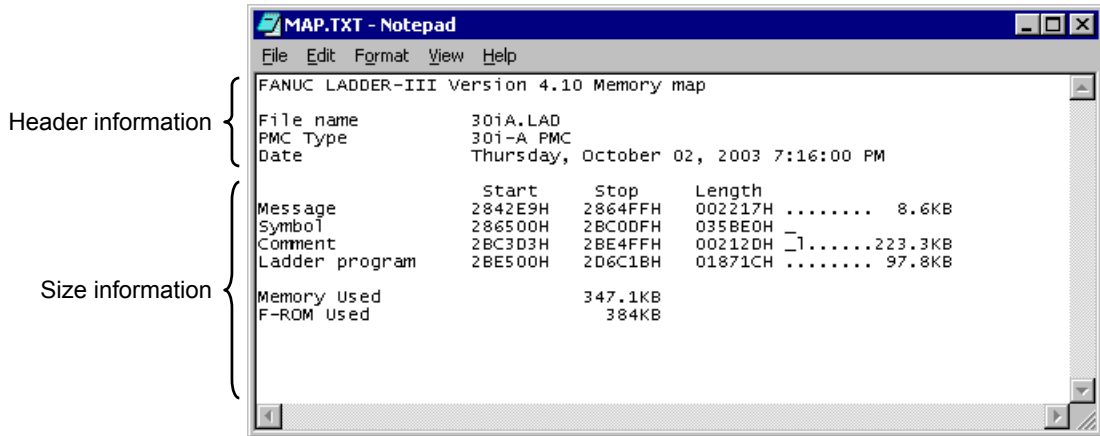 MAP.TXT - Notepad
File Edit Format View Help
FANUC LADDER-III Version 4.10 Memory map
Header information
File name 30iA.LAD
PMC Type 30i-A PMC
Date Thursday, October 02, 2003 7:16:00 PM
Start Stop Length
Message 2842E9H 2864FFH 002217H ........ 8.6KB
Symbol 286500H 2BC0DFH 035BE0H _
Comment 2BC3D3H 2BE4FFH 00212DH _l......223.3KB
Ladder program 2BE500H 2D6C1BH 01871CH ........ 97.8KB
Size information
Memory Used 347.1KB
F-ROM Used 384KB